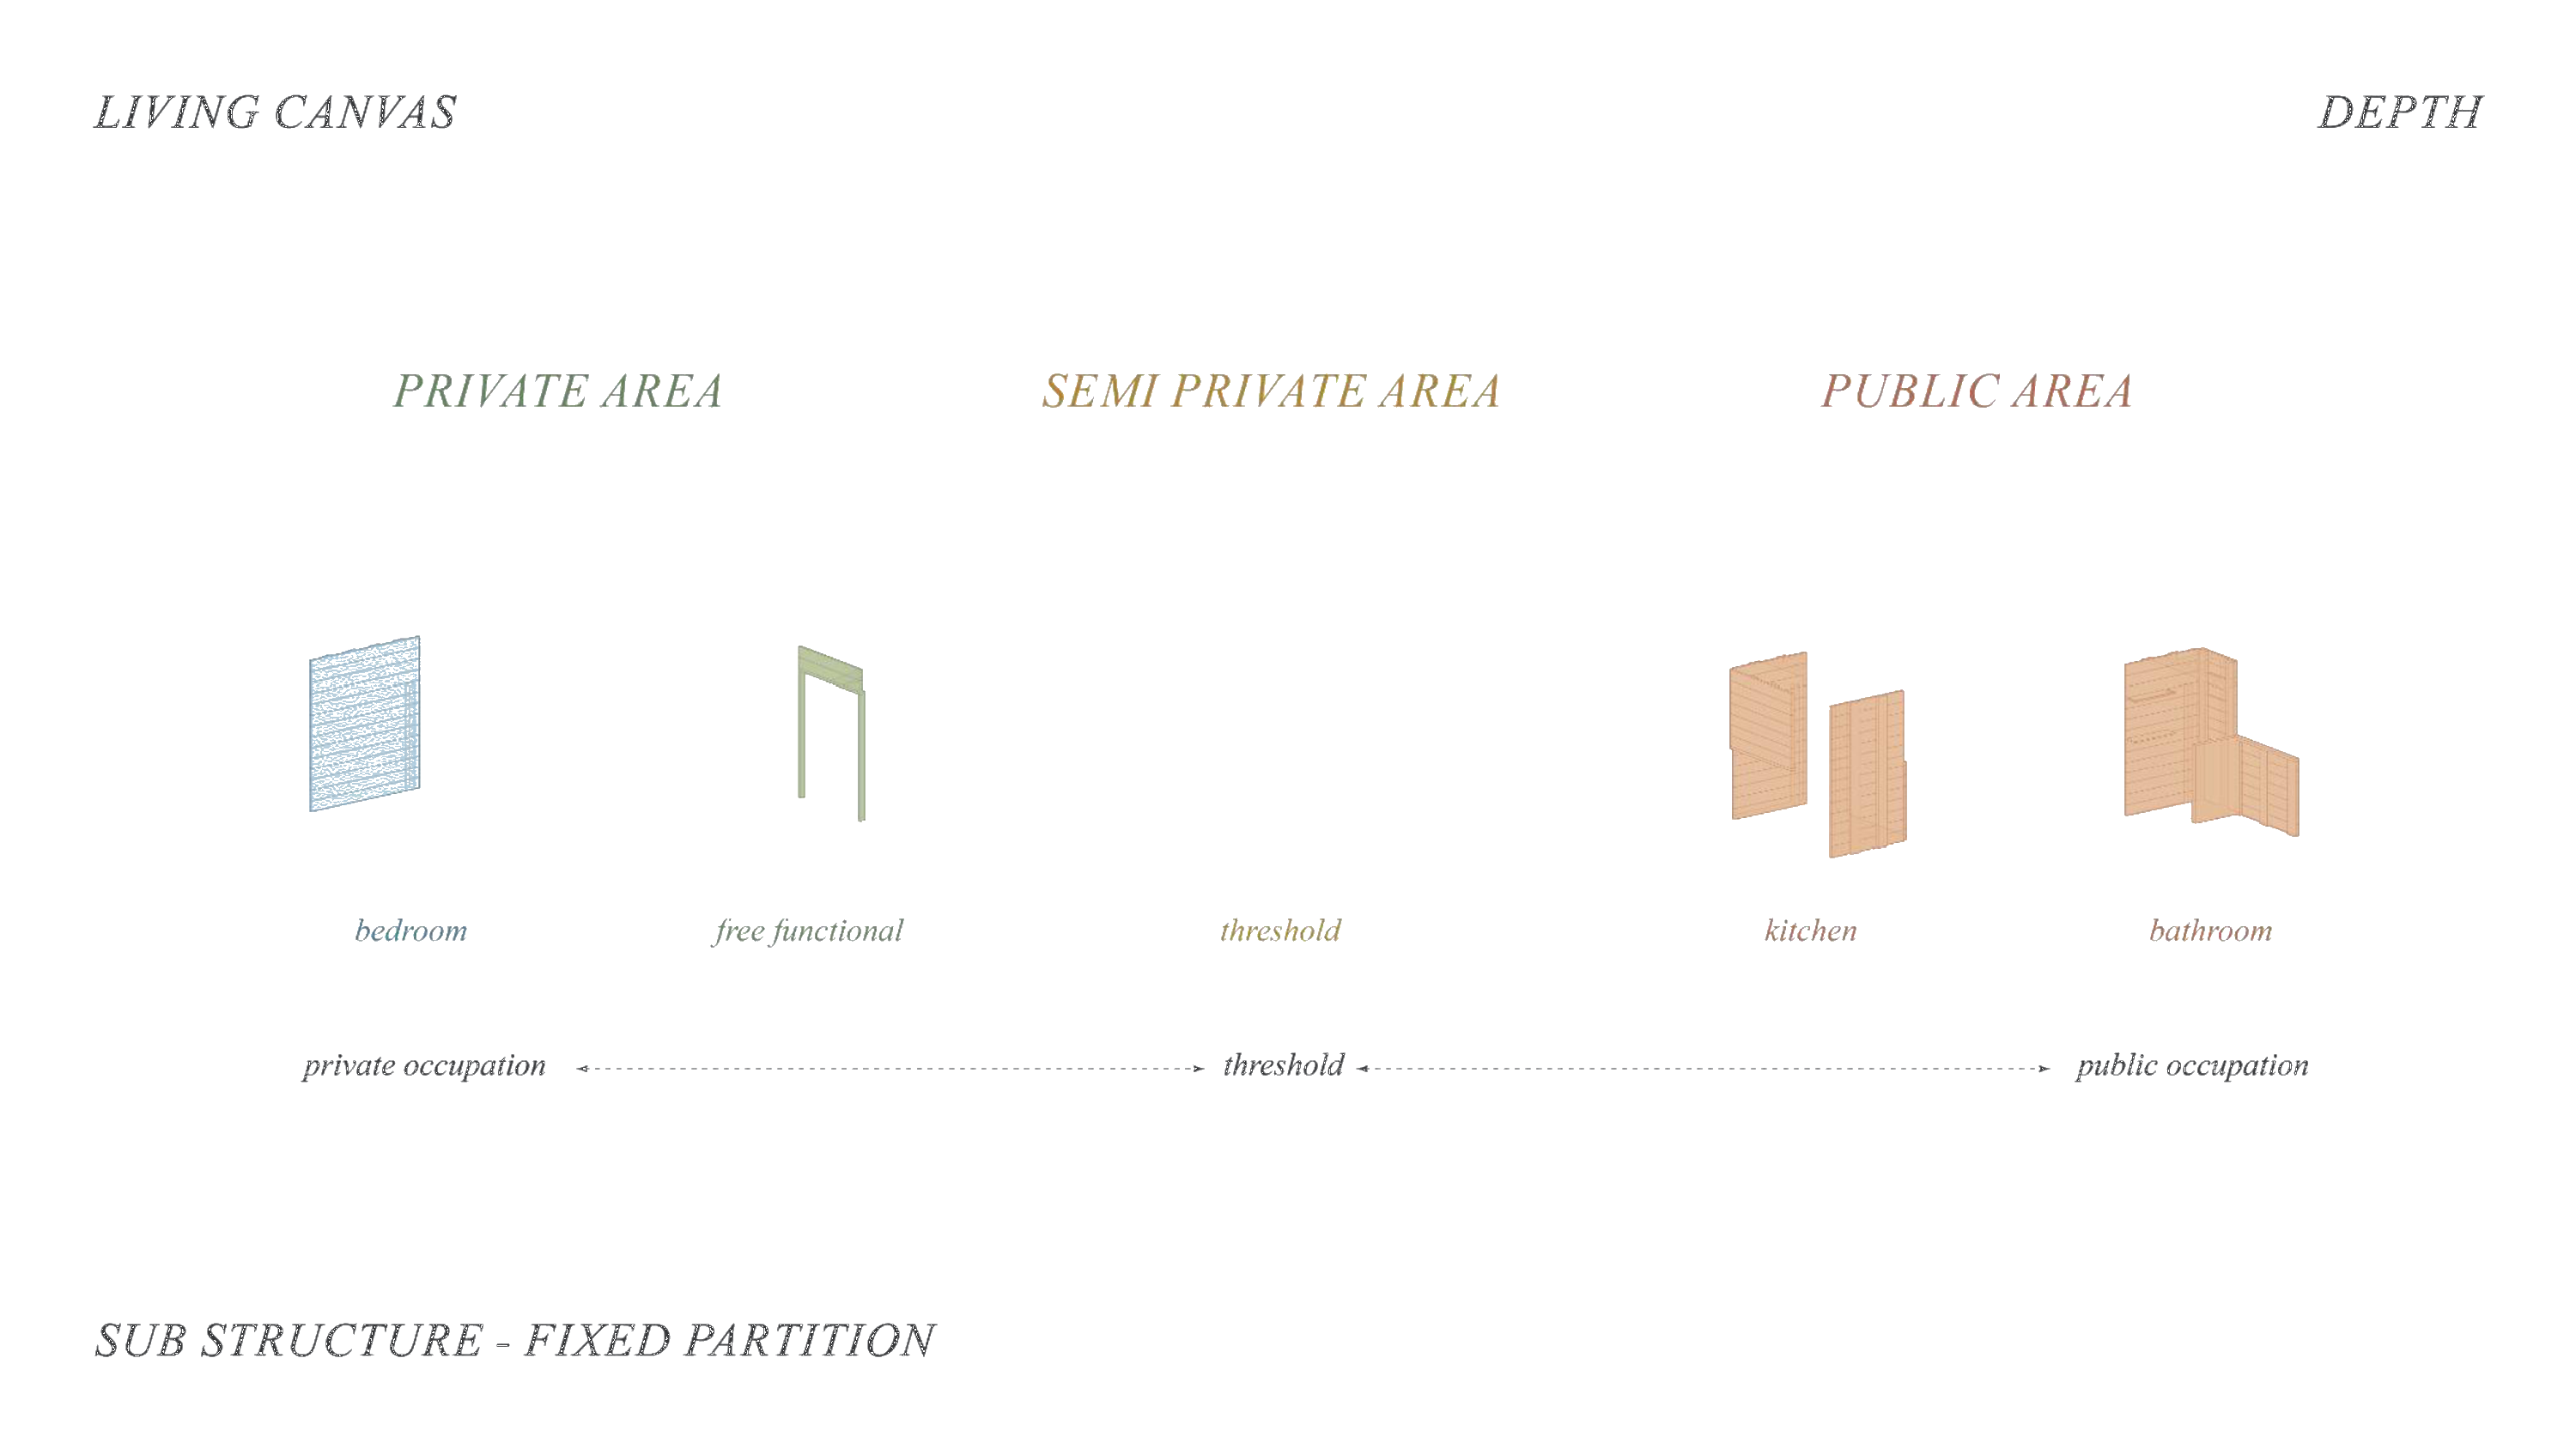 LIVING CANVAS
DEPTH
PRIVATE AREA
SEMI PRIVATE AREA
PUBLIC AREA
bedroom
free functional
threshold
kitchen
bathroom
private occupation
threshold
public occupation
SUB STRUCTURE - FIXED PARTITION